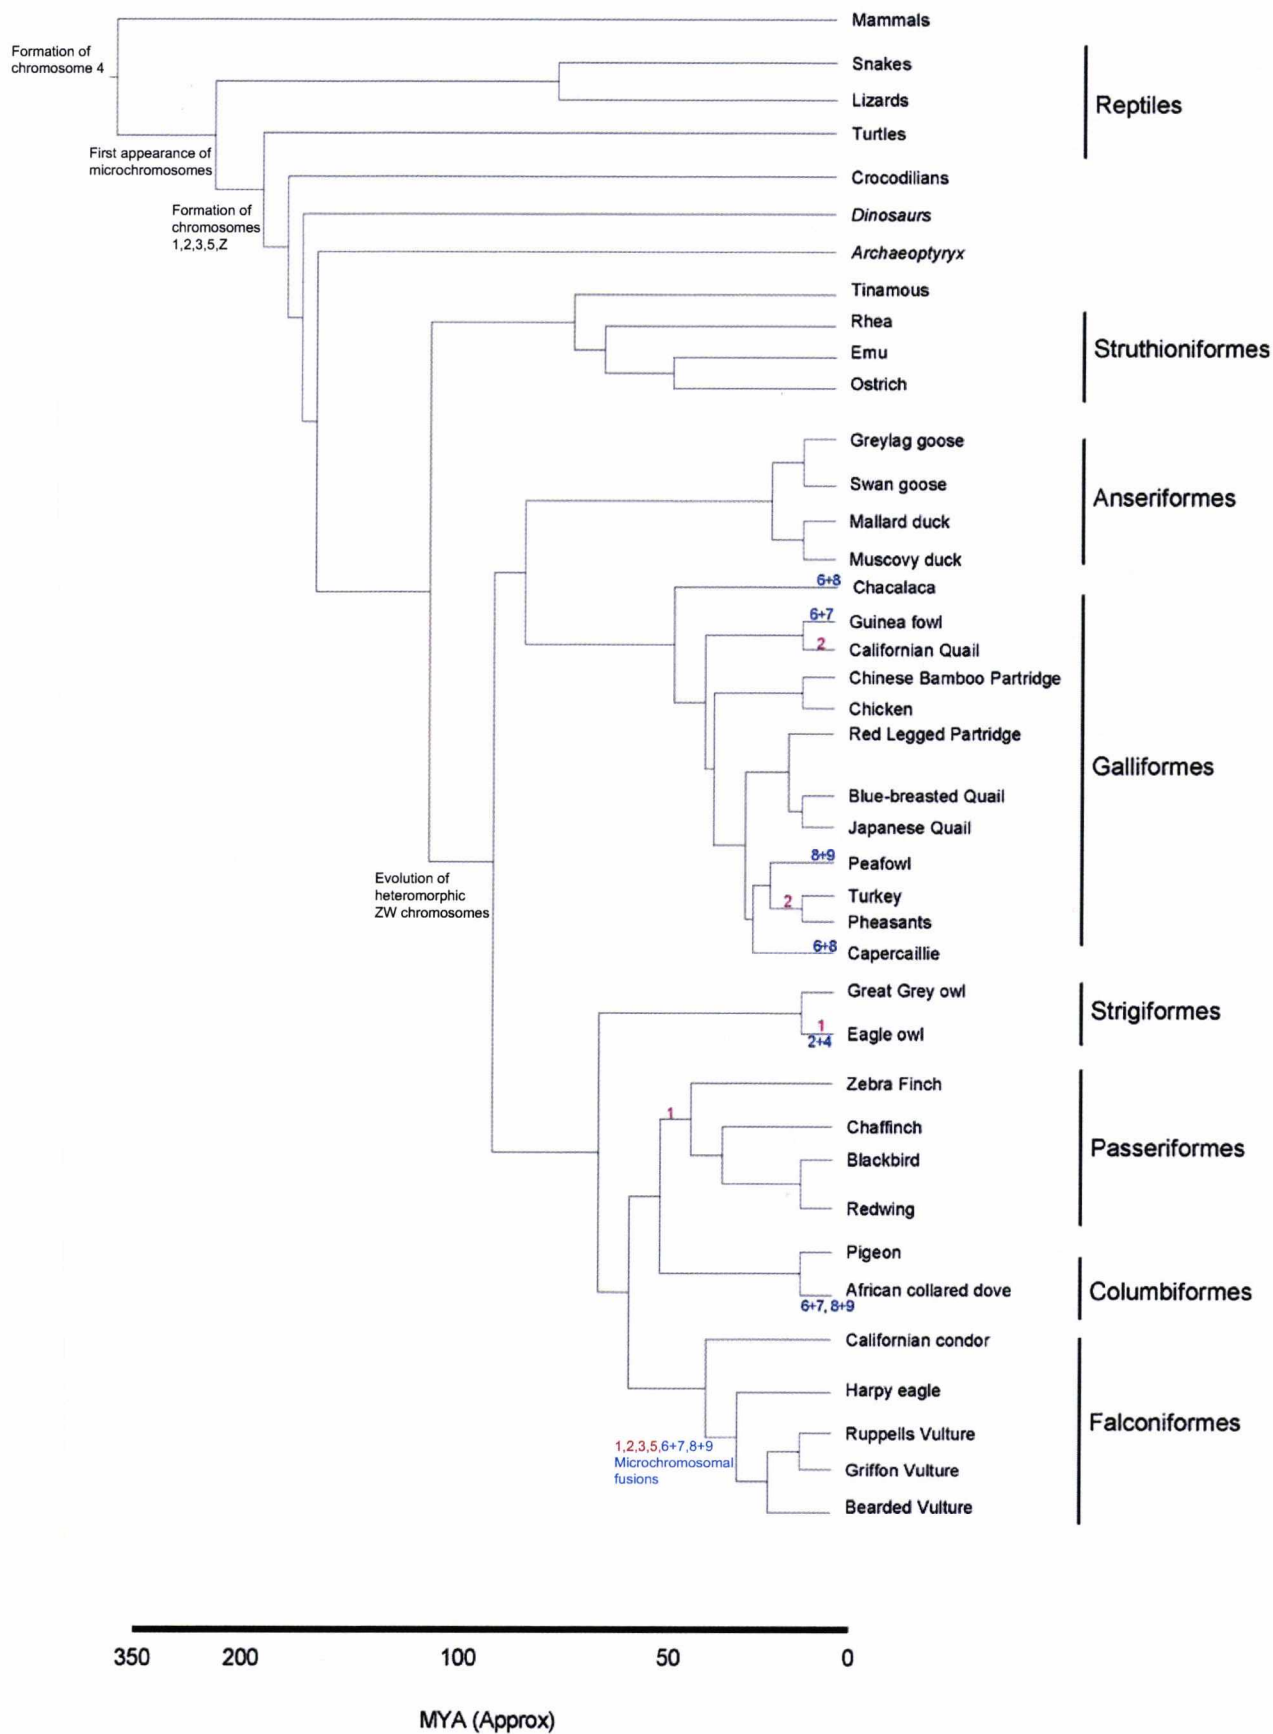 Mammals
Formation of
chromosome 4
Snakes
Lizards
Reptiles
Turtles
First appearance of
microchromosomes
Crocodilians
Formation of
chromosomes
1,2,3,5,Z
Dinosaurs
Archaeoptyryx
Tinamous
Rhea
Emu
Ostrich
Struthioniformes
Greylag goose
Swan goose
Mallard duck
Muscovy duck
Anseriformes
6+8
Chacalaca
6+7
Guinea fowl
2
Californian Quail
Chinese Bamboo Partridge
Chicken
Red Legged Partridge
Galliformes
Blue-breasted Quail
Japanese Quail
8+9
Peafowl
Evolution of
heteromorphic
ZW chromosomes
2
Turkey
Pheasants
6+8
Capercaillie
Great Grey owl
Strigiformes
1
2+4
Eagle owl
Zebra Finch
1
Chaffinch
Blackbird
Redwing
Passeriformes
Pigeon
African collared dove
6+7, 8+9
Columbiformes
Californian condor
Harpy eagle
Falconiformes
Ruppells Vulture
1,2,3,5,6+7,8+9
Microchromosomal
fusions
Griffon Vulture
Bearded Vulture
350 200 100 50 0
MYA (Approx)